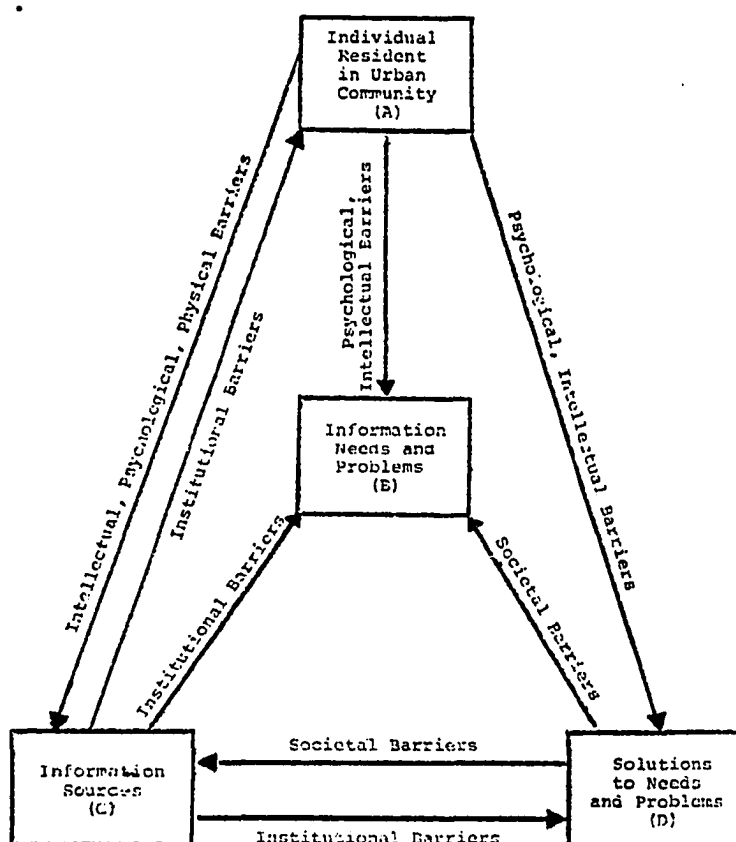 Individual
Resident
in Urban
Community
(A)
Intellectual, Psychological, Physical Barriers
Institutional Barriers
Psychological,
Intellectual Barriers
Psychological, Intellectual Barriers
Information
Needs and
Problems
(B)
Institutional Barriers
Societal Barriers
Information
Sources
(C)
Societal Barriers
Institutional Barriers
Solutions
to Needs
and Problems
(D)